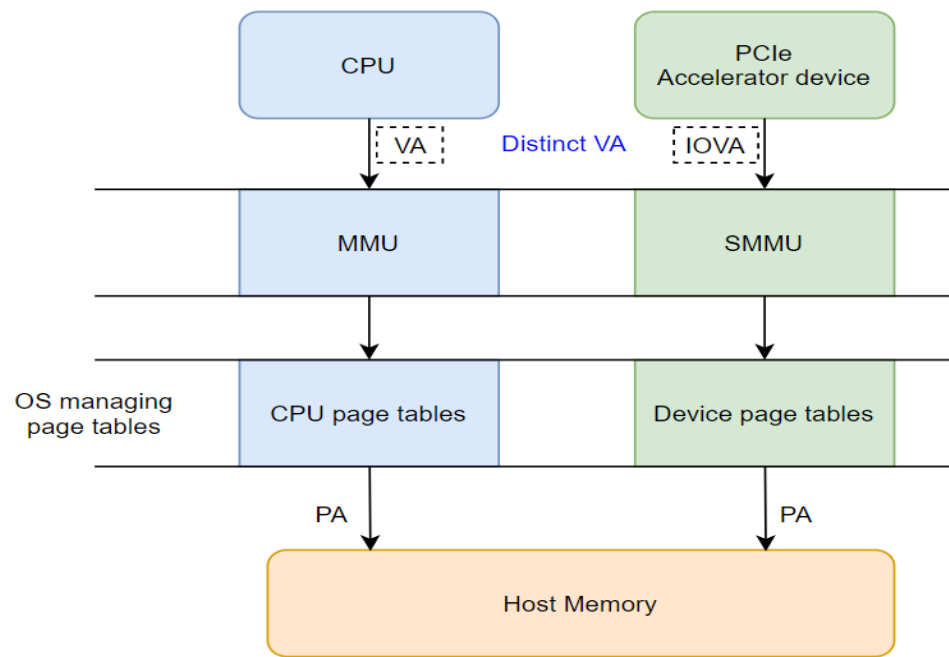 CPU
PCIe
Accelerator device
VA
Distinct VA
IOVA
MMU
SMMU
OS managing
page tables
CPU page tables
Device page tables
PA
PA
Host Memory